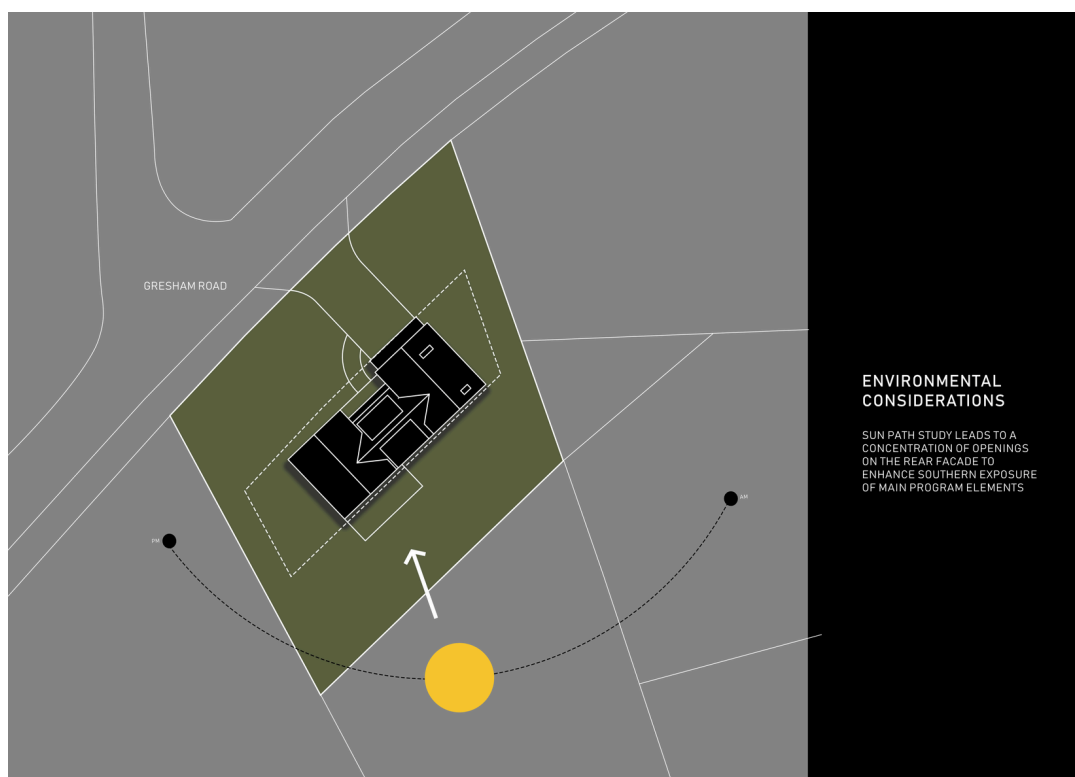 GRESHAM ROAD
PM
AM
ENVIRONMENTAL
CONSIDERATIONS
SUN PATH STUDY LEADS TO A
CONCENTRATION OF OPENINGS
ON THE REAR FACADE TO
ENHANCE SOUTHERN EXPOSURE
OF MAIN PROGRAM ELEMENTS